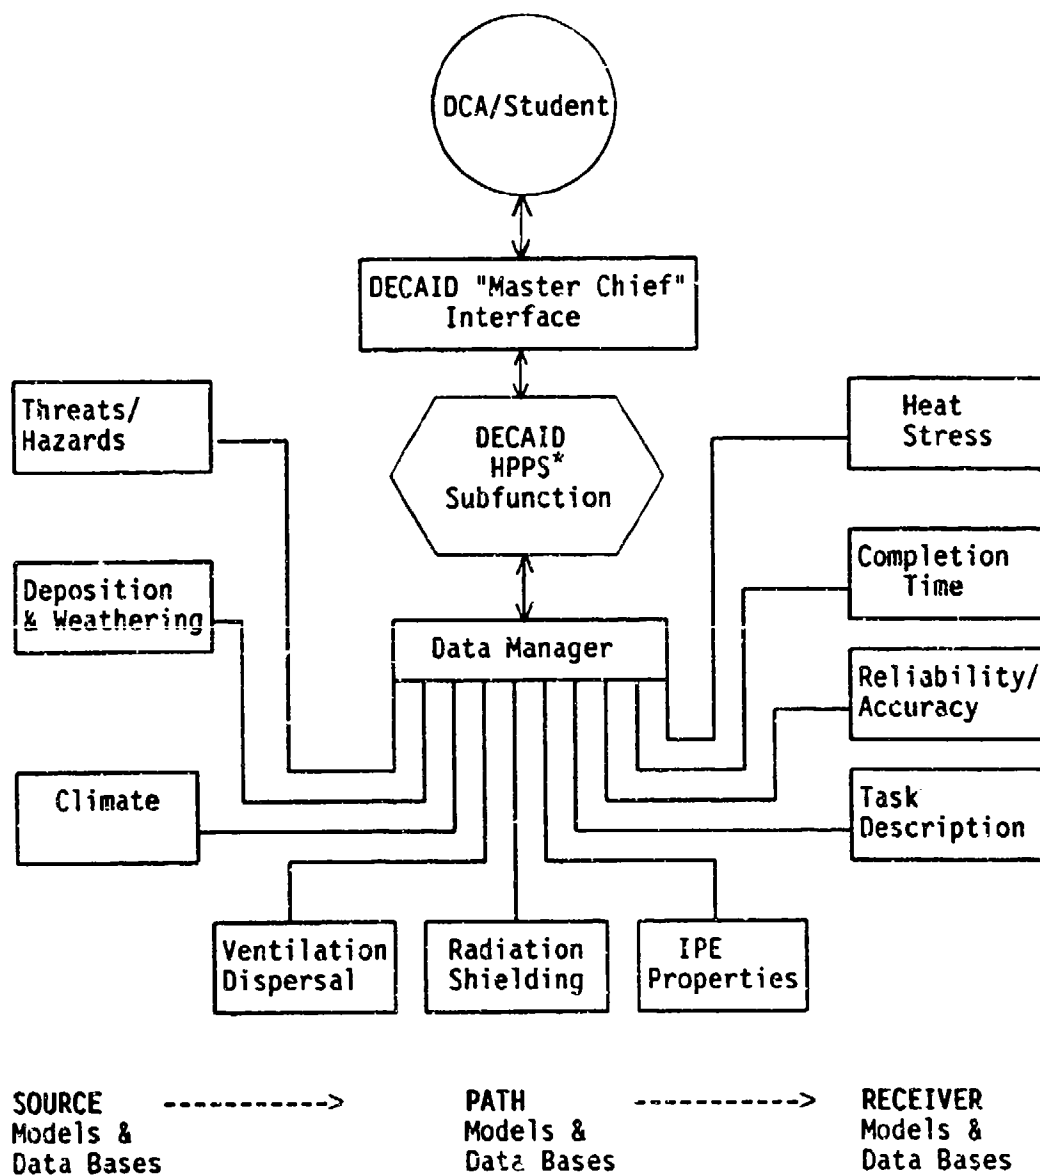 DCA/Student
DECAID "Master Chief"
Interface
Threats/
Hazards
DECAID
HPPS*
Subfunction
Heat
Stress
Deposition
& Weathering
Completion
Time
Data Manager
Reliability/
Accuracy
Climate
Task
Description
Ventilation
Dispersal
Radiation
Shielding
IPE
Properties
SOURCE ------------> PATH ------------> RECEIVER
Models & Models & Models &
Data Bases Data Bases Data Bases